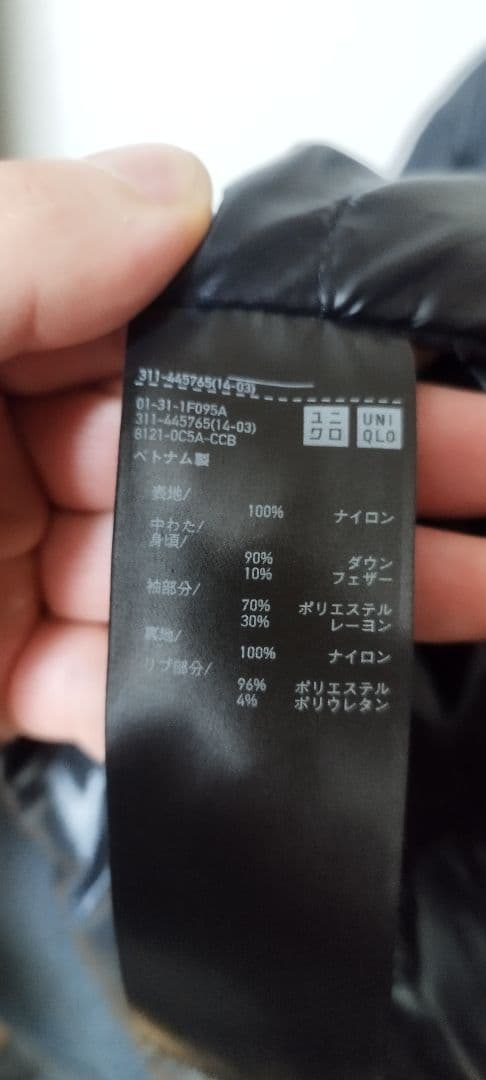 311-445765(14-03)
01-31-1F095A
311-445765(14-03)
8121-0C5A-CCB
ユニ
クロ
UNI
QLO
ベトナム製
表地/
100% ナイロン
中わた/
身頃/
90% ダウン
10% フェザー
袖部分/
70% ポリエステル
30% レーヨン
裏地/
100% ナイロン
リブ部分/
96% ポリエステル
4% ポリウレタン